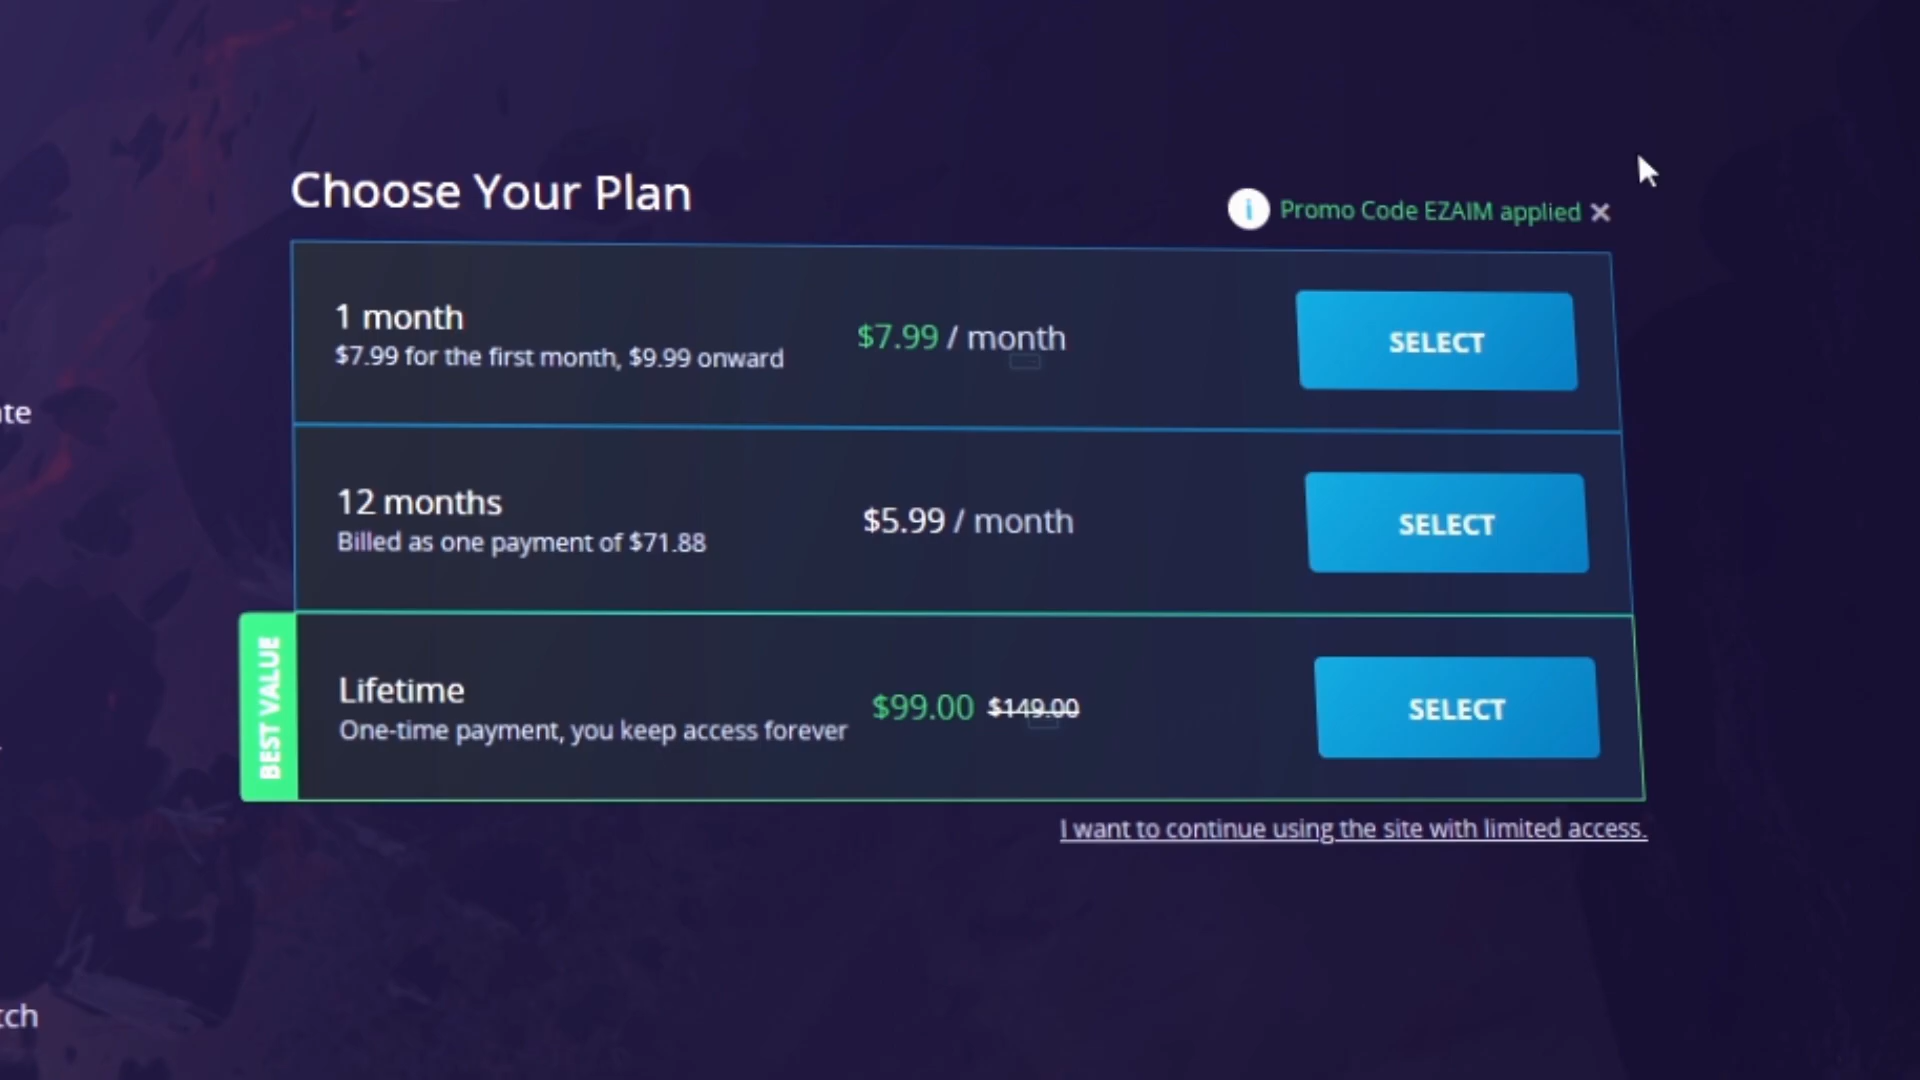 Choose Your Plan
i Promo Code EZAIM applied ×
1 month
$7.99 for the first month, $9.99 onward
$7.99 / month
SELECT
12 months
Billed as one payment of $71.88
$5.99 / month
SELECT
BEST VALUE
Lifetime
One-time payment, you keep access forever
$99.00 $149.00
SELECT
I want to continue using the site with limited access.